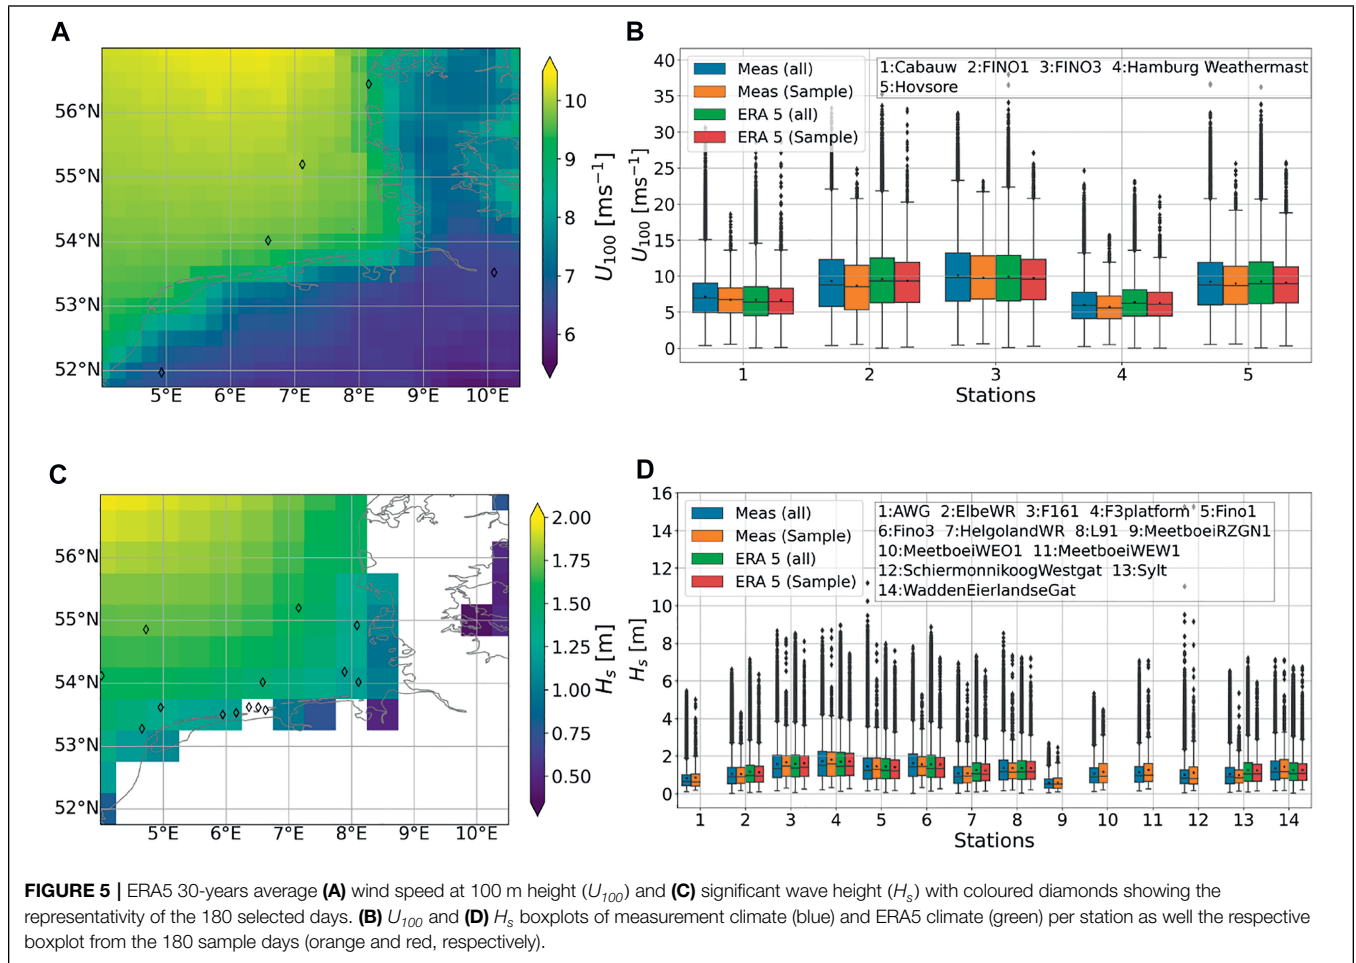 A
56°N
55°N
54°N
53°N
52°N
5°E 6°E 7°E 8°E 9°E 10°E
10
9
8
7
6
U100 [ms−1]
B
40
35
30
25
20
15
10
5
0
U100 [ms−1]
Meas (all)
Meas (Sample)
ERA 5 (all)
ERA 5 (Sample)
1:Cabauw 2:FINO1 3:FINO3 4:Hamburg Weathermast
5:Hovsore
1 2 3 4 5
Stations
C
56°N
55°N
54°N
53°N
52°N
5°E 6°E 7°E 8°E 9°E 10°E
2.00
1.75
1.50
1.25
1.00
0.75
0.50
Hs [m]
D
16
14
12
10
8
6
4
2
0
Hs [m]
Meas (all)
Meas (Sample)
ERA 5 (all)
ERA 5 (Sample)
1:AWG 2:ElbeWR 3:F161 4:F3platform 5:Fino1
6:Fino3 7:HelgolandWR 8:L91 9:MeetboeiRZGN1
10:MeetboeiWEO1 11:MeetboeiWEW1
12:SchiermonnikoogWestgat 13:Sylt
14:WaddenEierlandseGat
1 2 3 4 5 6 7 8 9 10 11 12 13 14
Stations
FIGURE 5 | ERA5 30-years average (A) wind speed at 100 m height (U100) and (C) significant wave height (Hs) with coloured diamonds showing the
representativity of the 180 selected days. (B) U100 and (D) Hs boxplots of measurement climate (blue) and ERA5 climate (green) per station as well the respective
boxplot from the 180 sample days (orange and red, respectively).